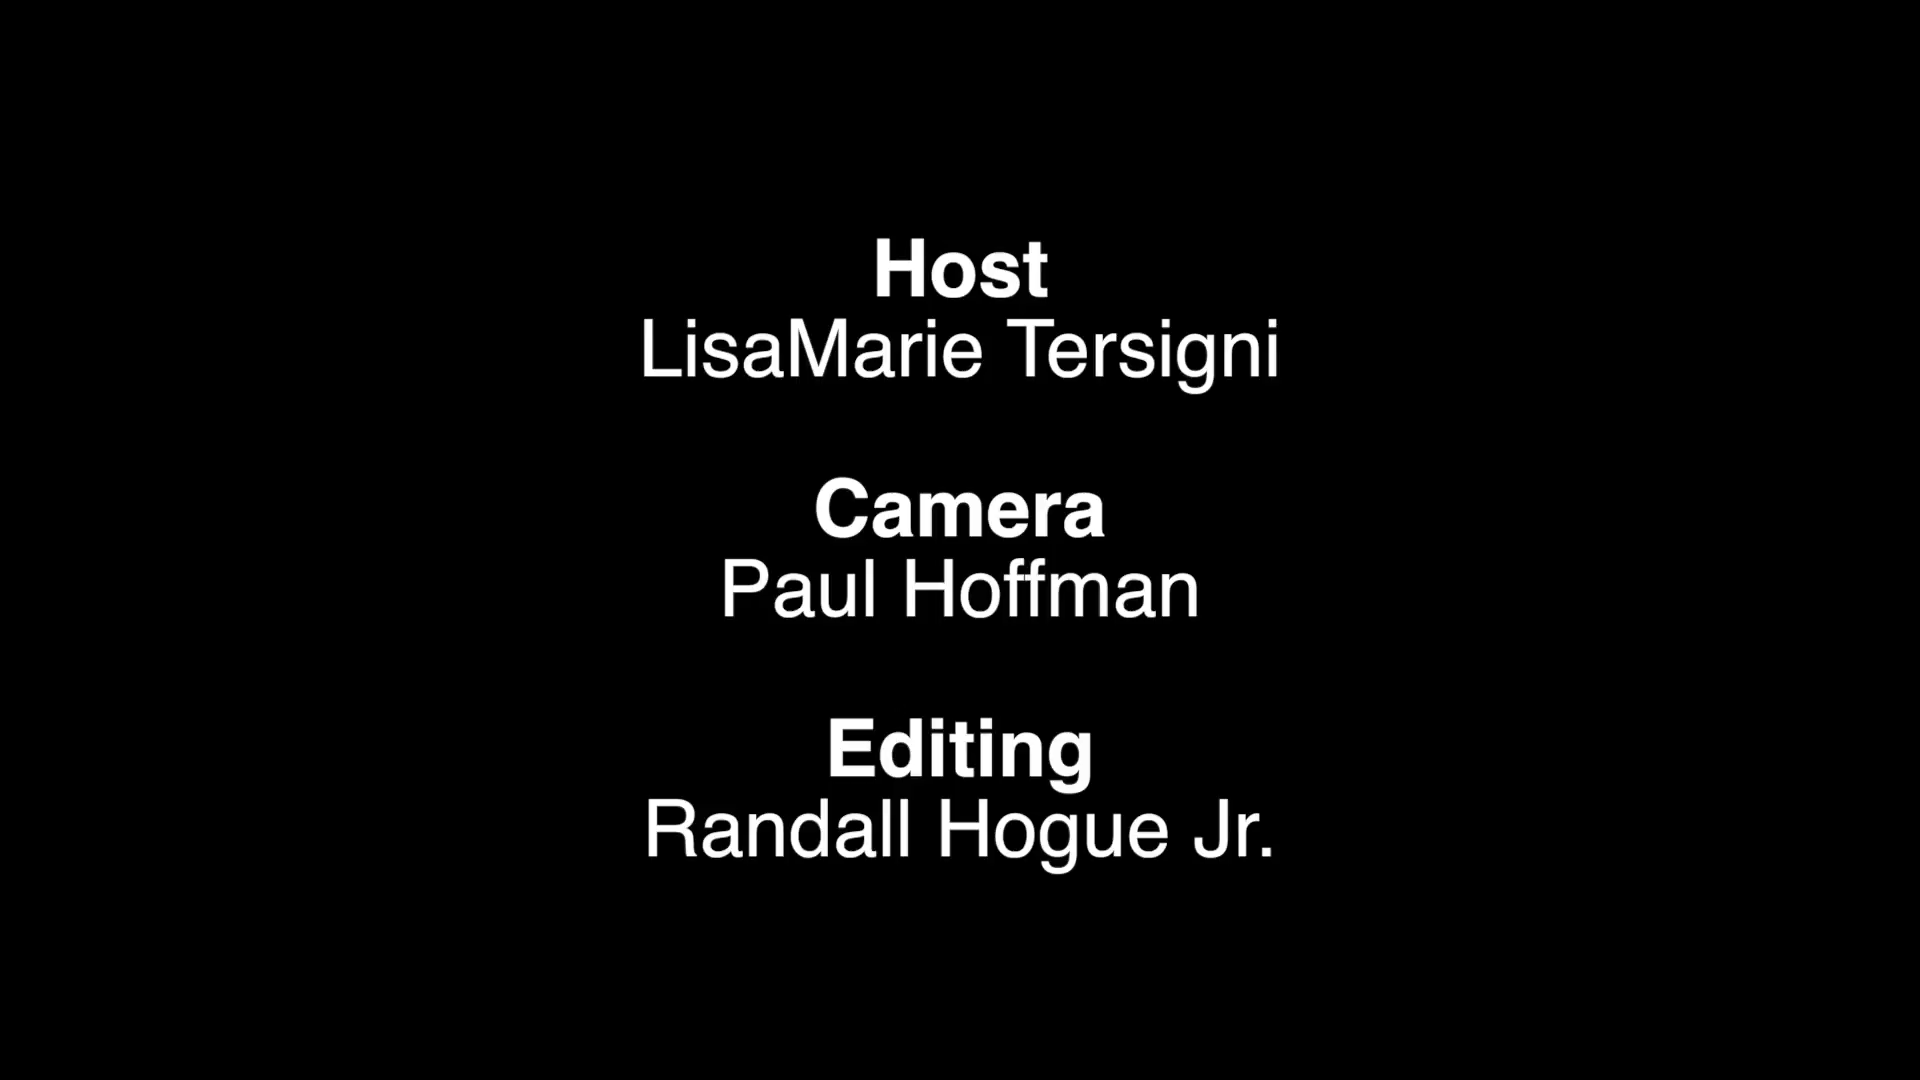 Host
LisaMarie Tersigni
Camera
Paul Hoffman
Editing
Randall Hogue Jr.